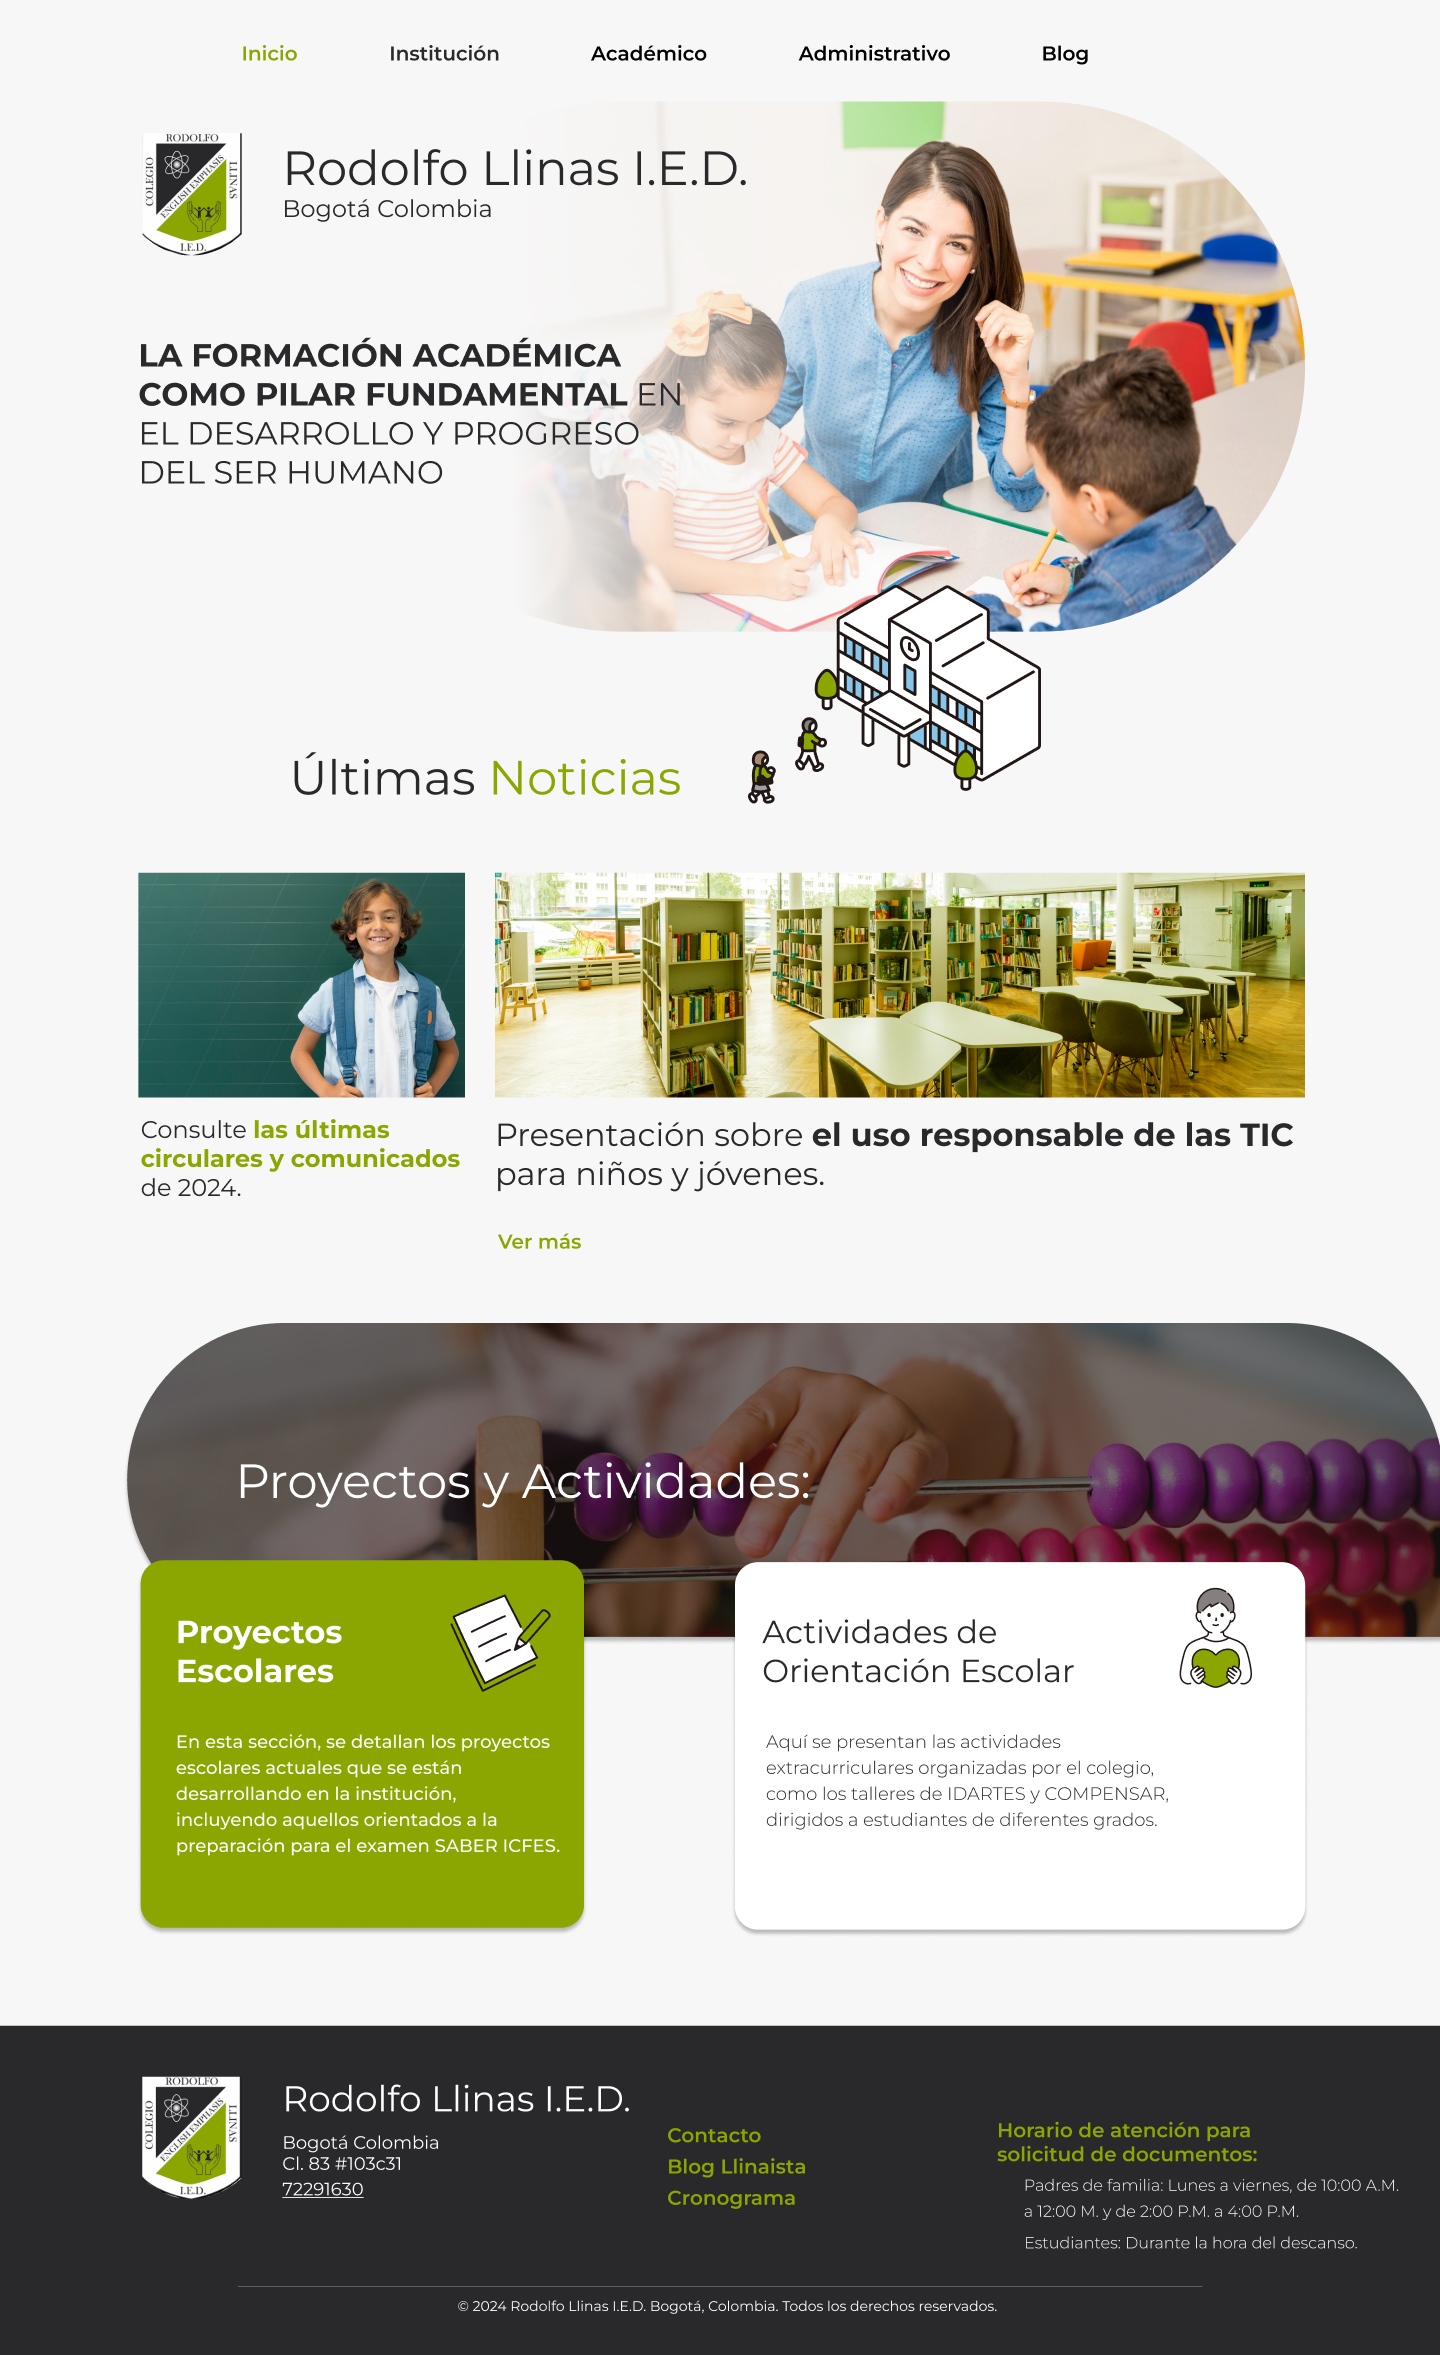 Inicio
Institución
Académico
Administrativo
Blog
COLEGIO
RODOLFO
LLINAS
ENGLISH EMPHASIS
I.E.D.
Rodolfo Llinas I.E.D.
Bogotá Colombia
LA FORMACIÓN ACADÉMICA
COMO PILAR FUNDAMENTAL EN
EL DESARROLLO Y PROGRESO
DEL SER HUMANO
Últimas Noticias
Consulte las últimas
circulares y comunicados
de 2024.
Presentación sobre el uso responsable de las TIC
para niños y jóvenes.
Ver más
Proyectos y Actividades:
Proyectos
Escolares
En esta sección, se detallan los proyectos
escolares actuales que se están
desarrollando en la institución,
incluyendo aquellos orientados a la
preparación para el examen SABER ICFES.
Actividades de
Orientación Escolar
Aquí se presentan las actividades
extracurriculares organizadas por el colegio,
como los talleres de IDARTES y COMPENSAR,
dirigidos a estudiantes de diferentes grados.
COLEGIO
RODOLFO
LLINAS
ENGLISH EMPHASIS
I.E.D.
Rodolfo Llinas I.E.D.
Bogotá Colombia
Cl. 83 #103c31
72291630
Contacto
Blog Llinaista
Cronograma
Horario de atención para
solicitud de documentos:
Padres de familia: Lunes a viernes, de 10:00 A.M.
a 12:00 M. y de 2:00 P.M. a 4:00 P.M.
Estudiantes: Durante la hora del descanso.
© 2024 Rodolfo Llinas I.E.D. Bogotá, Colombia. Todos los derechos reservados.